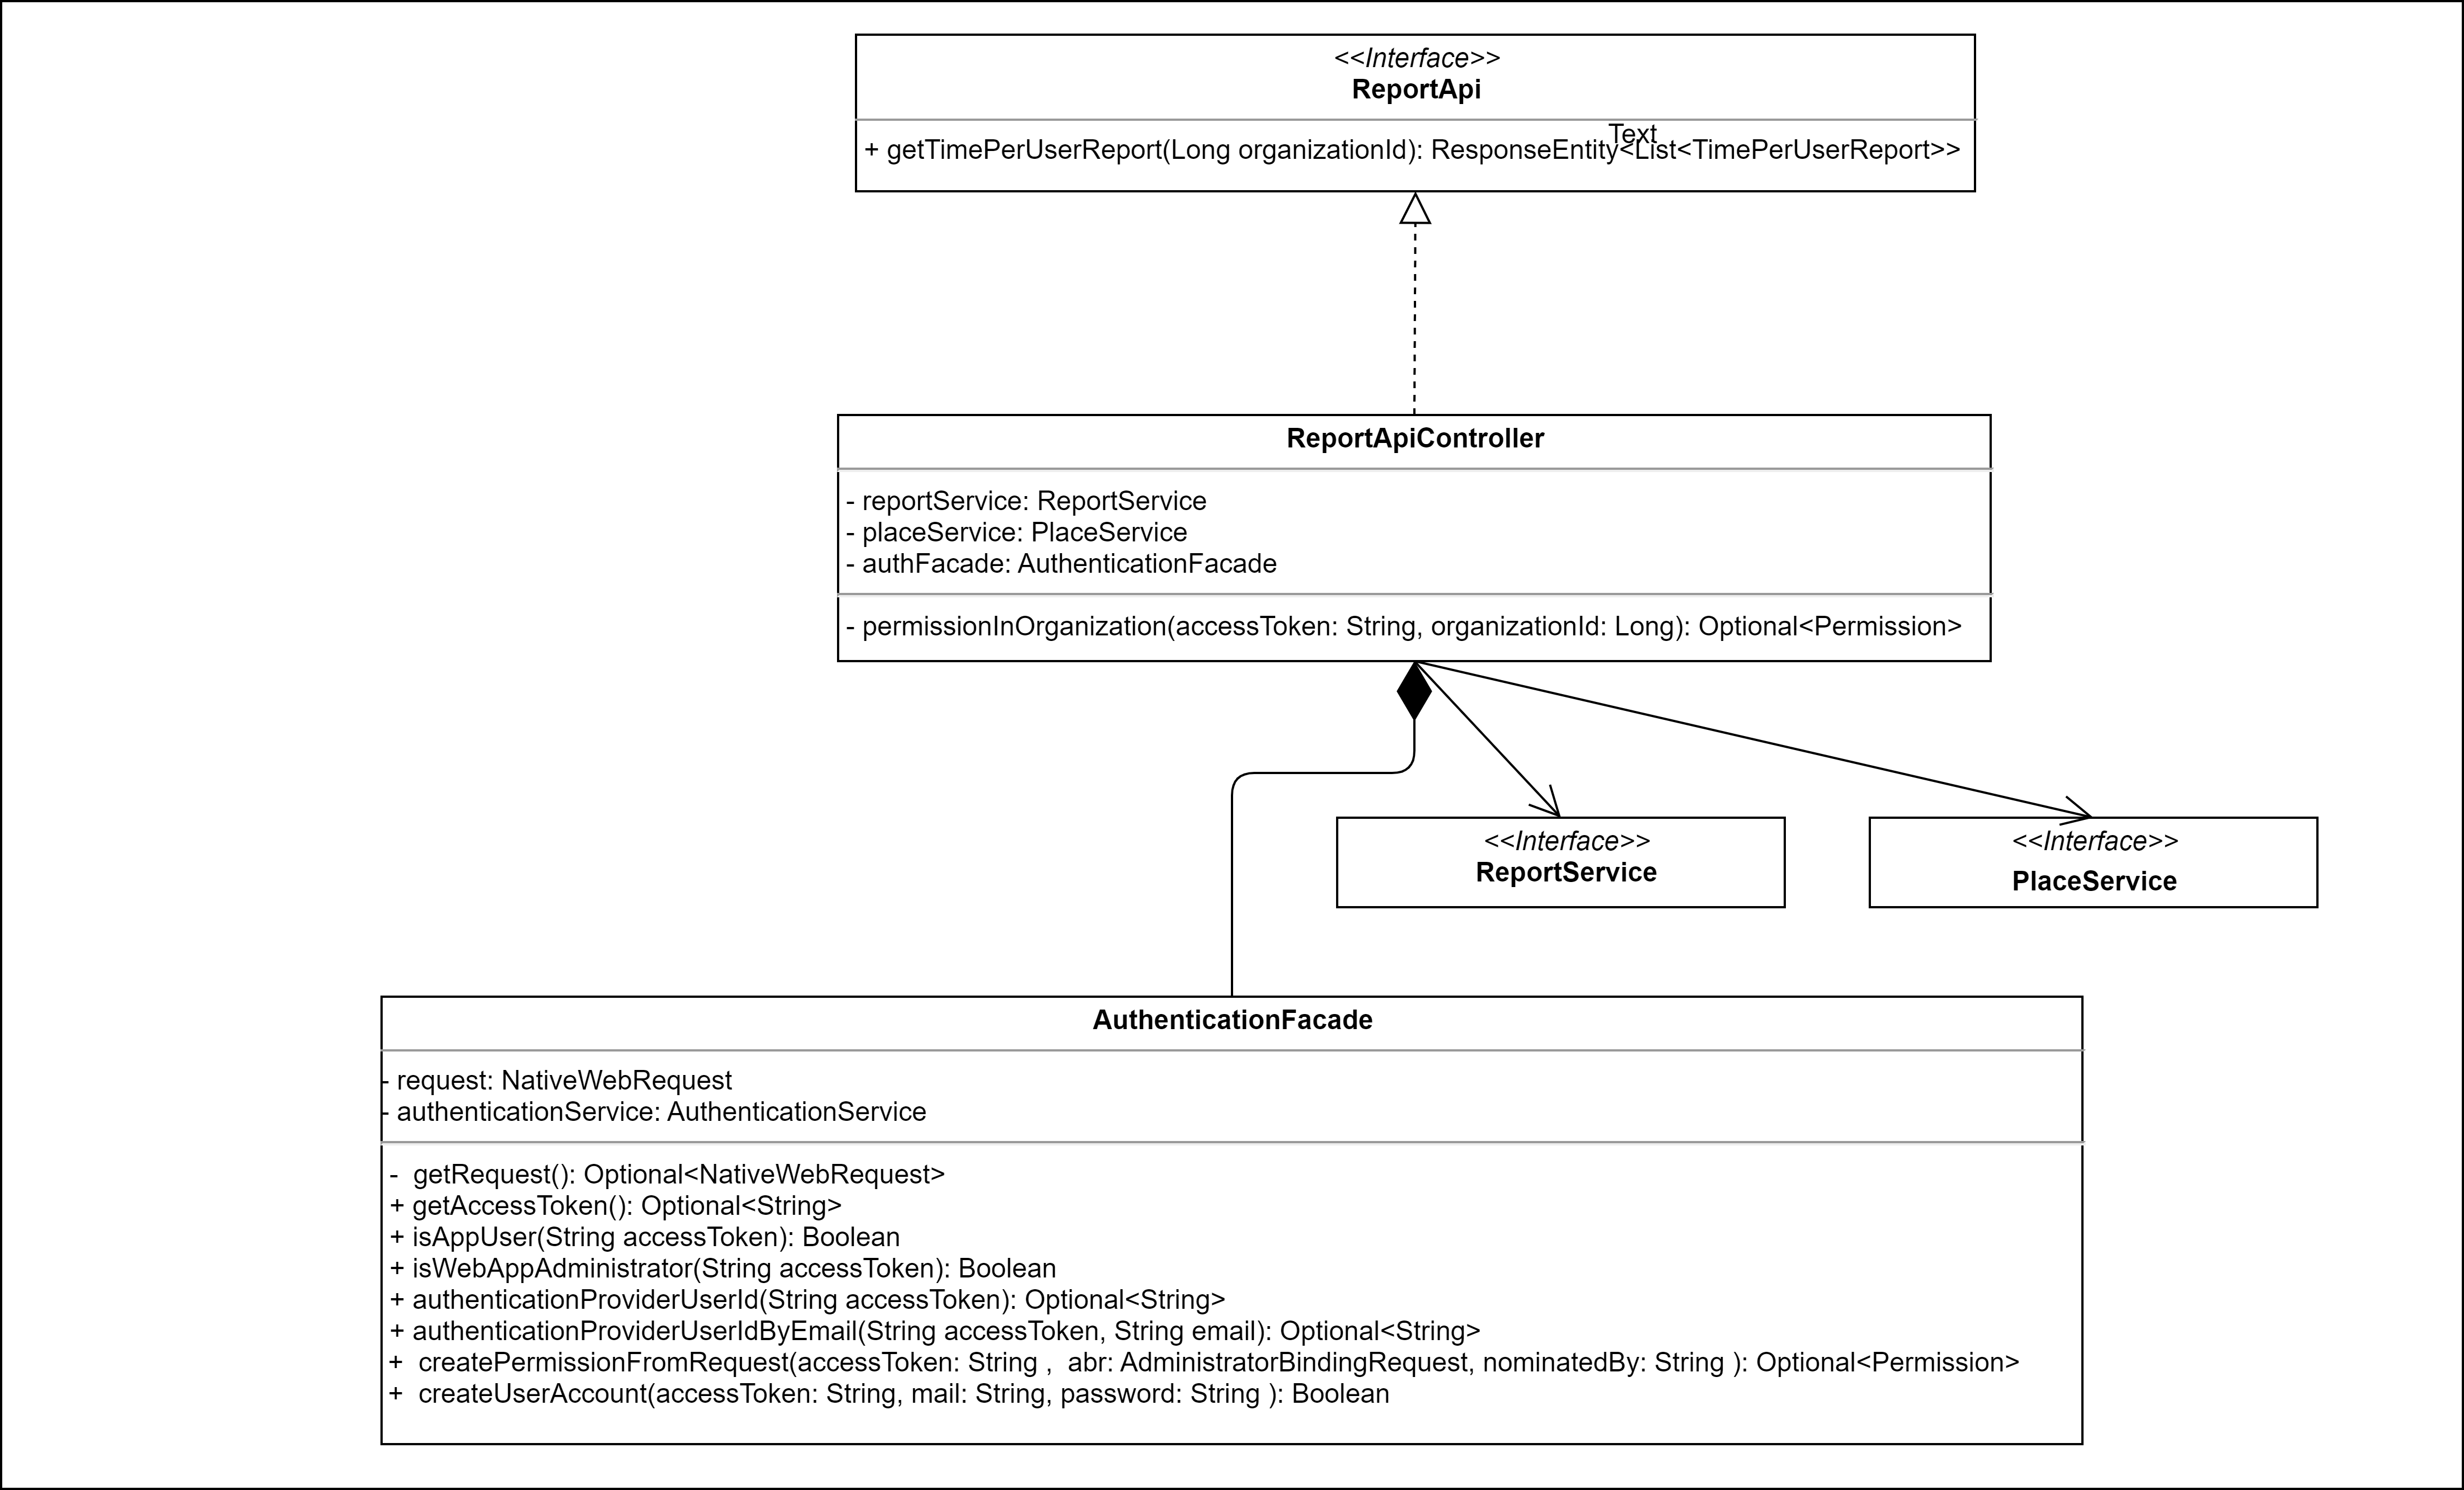 <<Interface>>
ReportApi
Text
+ getTimePerUserReport(Long organizationId): ResponseEntity<List<TimePerUserReport>>
ReportApiController
- reportService: ReportService
- placeService: PlaceService
- authFacade: AuthenticationFacade
- permissionInOrganization(accessToken: String, organizationId: Long): Optional<Permission>
<<Interface>>
ReportService
<<Interface>>
PlaceService
AuthenticationFacade
- request: NativeWebRequest
- authenticationService: AuthenticationService
-  getRequest(): Optional<NativeWebRequest>
+ getAccessToken(): Optional<String>
+ isAppUser(String accessToken): Boolean
+ isWebAppAdministrator(String accessToken): Boolean
+ authenticationProviderUserId(String accessToken): Optional<String>
+ authenticationProviderUserIdByEmail(String accessToken, String email): Optional<String>
+  createPermissionFromRequest(accessToken: String ,  abr: AdministratorBindingRequest, nominatedBy: String ): Optional<Permission>
+  createUserAccount(accessToken: String, mail: String, password: String ): Boolean